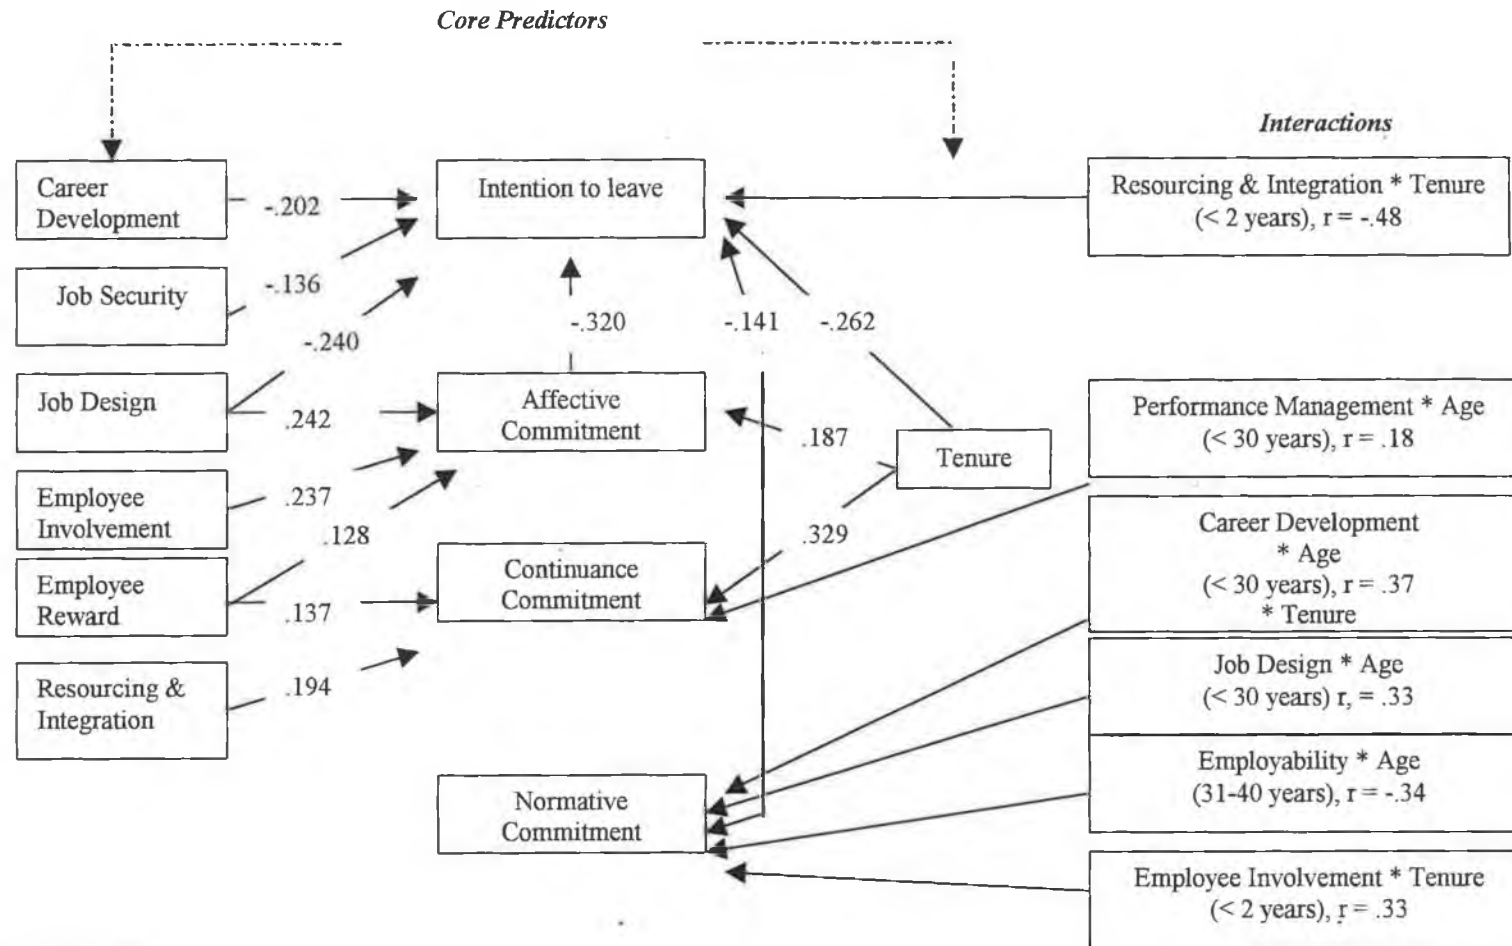 Core Predictors
Interactions
Career
Development
-.202
Intention to leave
Resourcing & Integration * Tenure
(< 2 years), r = -.48
Job Security
-.136
-.240
-.320
-.141
-.262
Job Design
.242
Affective
Commitment
.187
Tenure
Performance Management * Age
(< 30 years), r = .18
Employee
Involvement
.237
.128
.329
Career Development
* Age
(< 30 years), r = .37
* Tenure
Employee
Reward
.137
Continuance
Commitment
Resourcing &
Integration
.194
Job Design * Age
(< 30 years) r, = .33
Normative
Commitment
Employability * Age
(31-40 years), r = -.34
Employee Involvement * Tenure
(< 2 years), r = .33